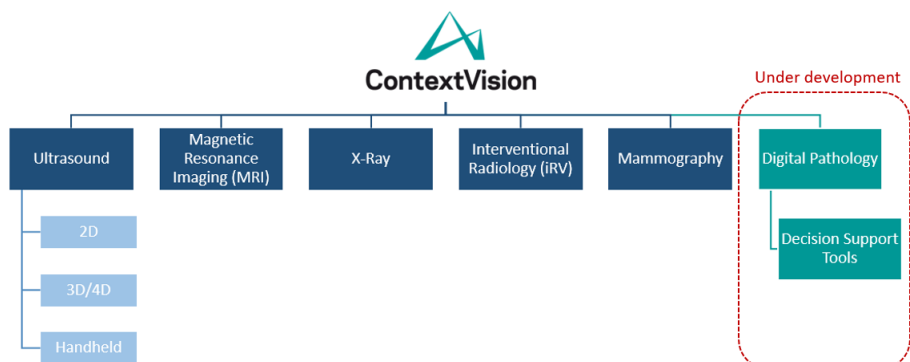 ContextVision
Under development
Ultrasound
Magnetic
Resonance
Imaging (MRI)
X-Ray
Interventional
Radiology (iRV)
Mammography
Digital Pathology
2D
3D/4D
Handheld
Decision Support
Tools